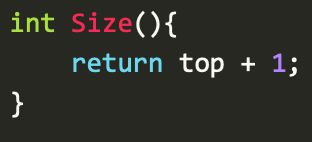 int Size(){
    return top + 1;
}